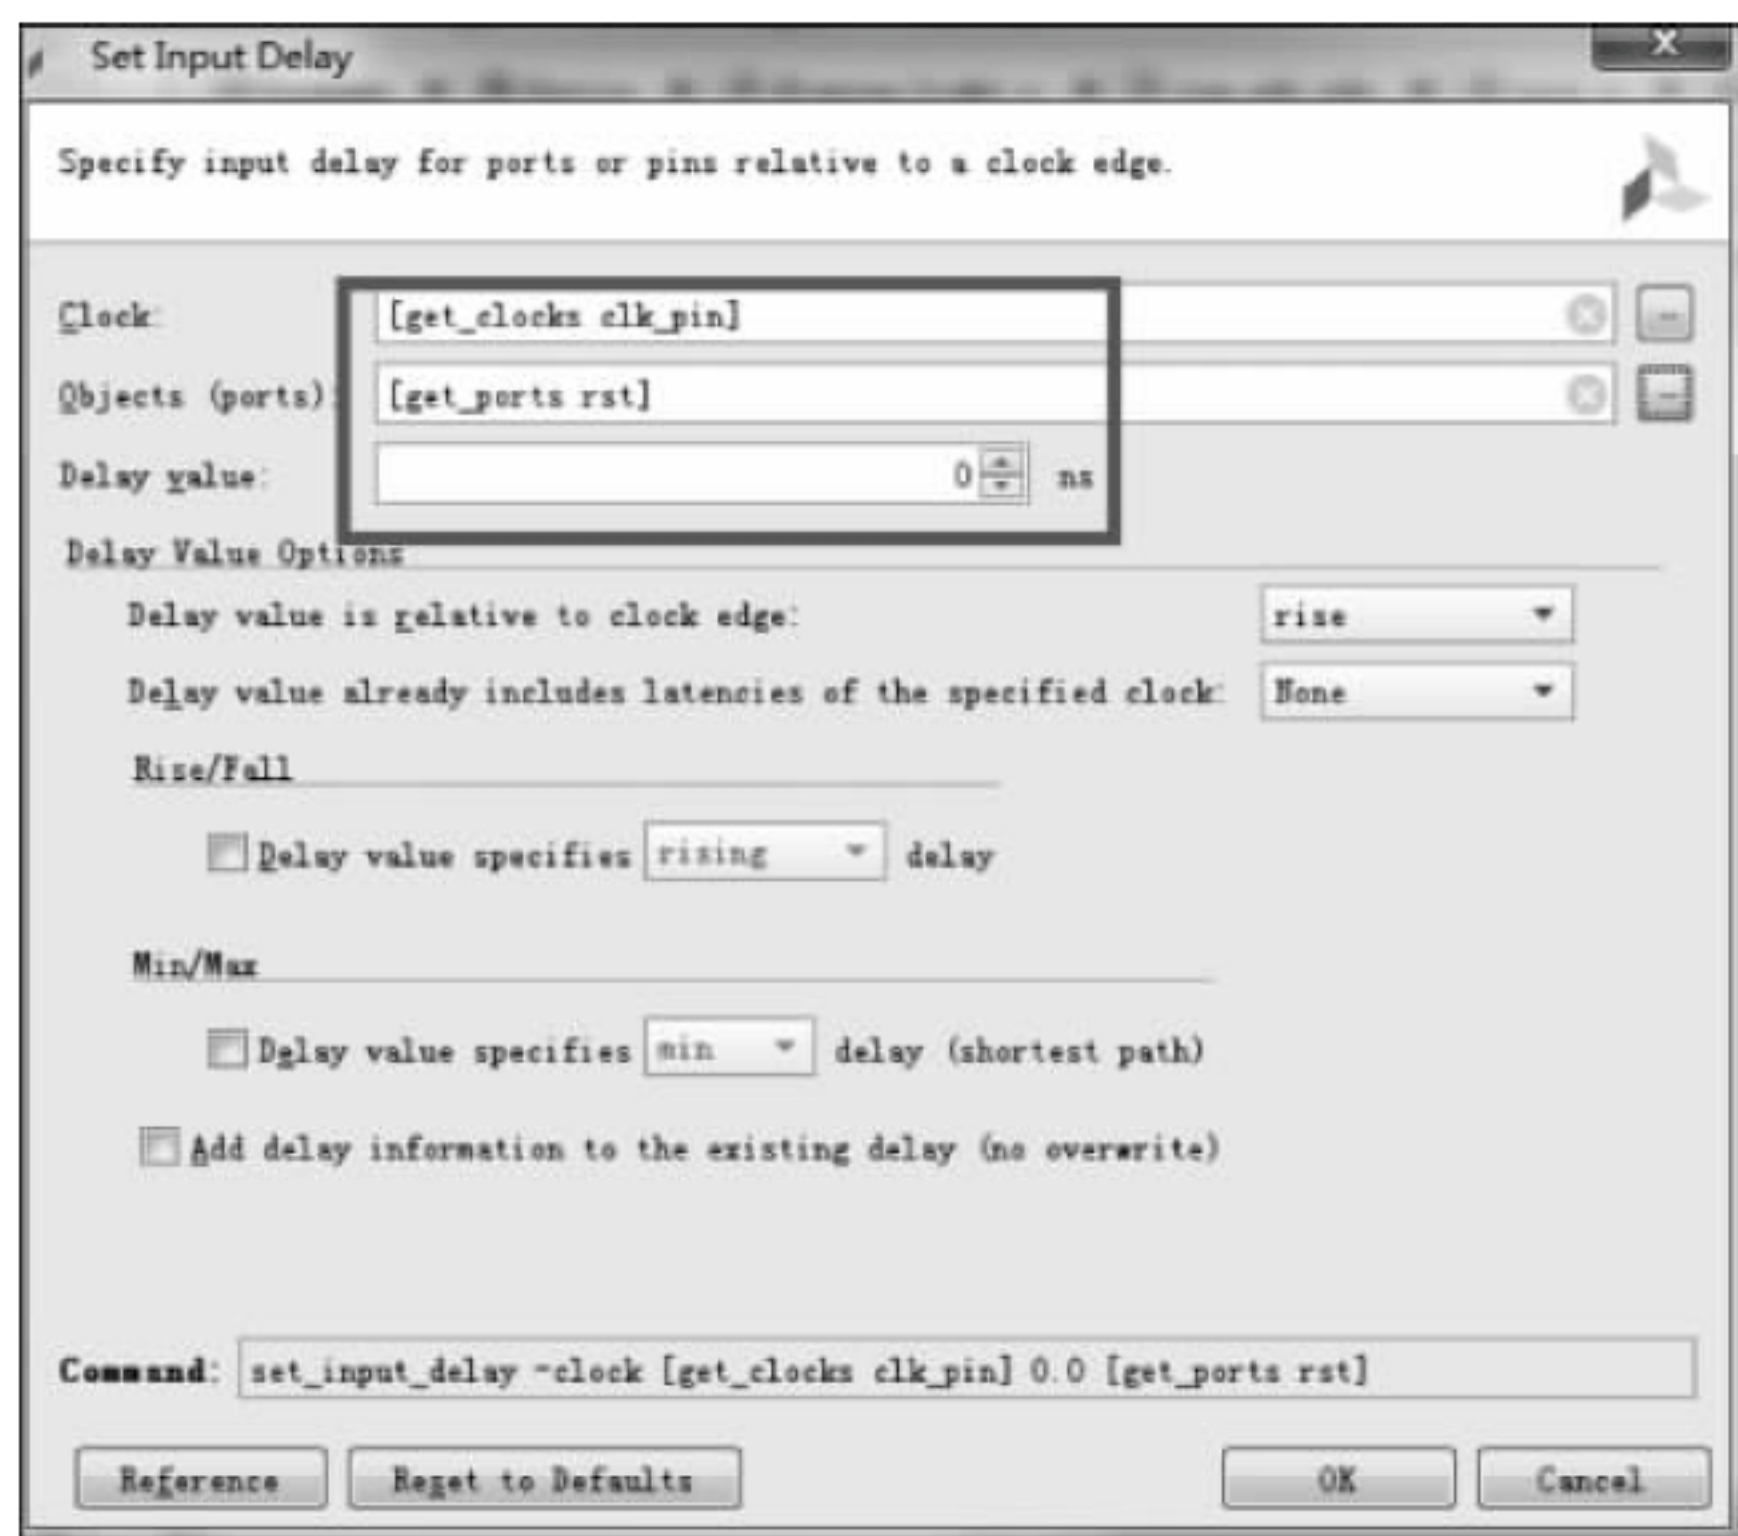 Set Input Delay
Specify input delay for ports or pins relative to a clock edge.
Clock: [get_clocks clk_pin]
Objects (ports): [get_ports rst]
Delay value: 0 ns
Delay Value Options
Delay value is relative to clock edge: rise
Delay value already includes latencies of the specified clock: None
Rise/Fall
Delay value specifies rising delay
Min/Max
Delay value specifies min delay (shortest path)
Add delay information to the existing delay (no overwrite)
Command: set_input_delay -clock [get_clocks clk_pin] 0.0 [get_ports rst]
Reference Reset to Defaults OK Cancel